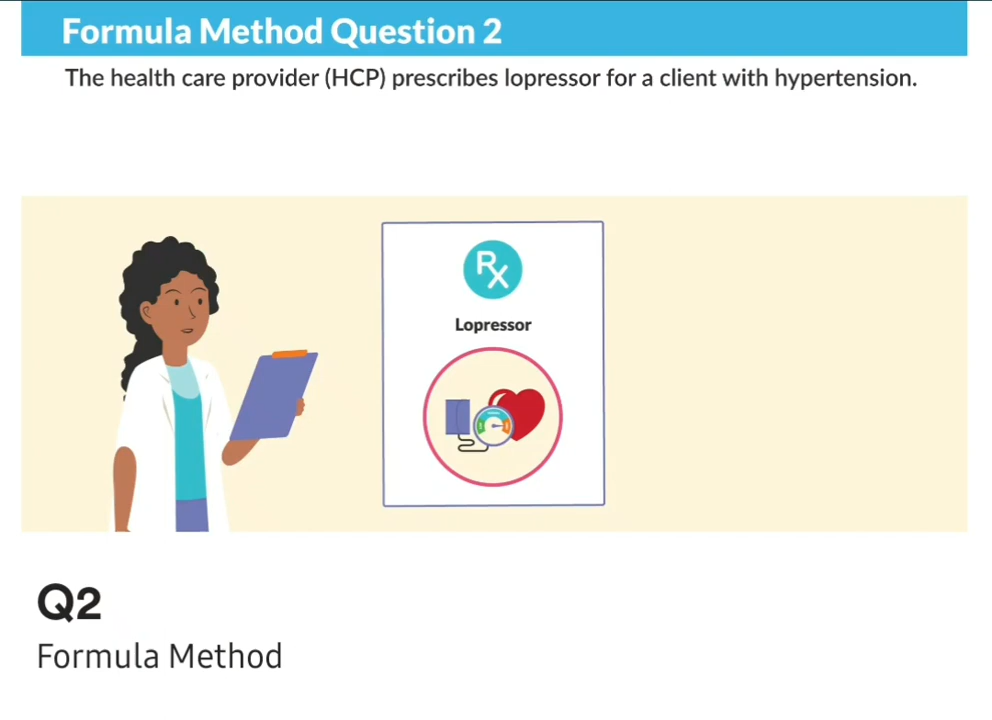 Formula Method Question 2
The health care provider (HCP) prescribes lopressor for a client with hypertension.
Rx
Lopressor
Q2
Formula Method